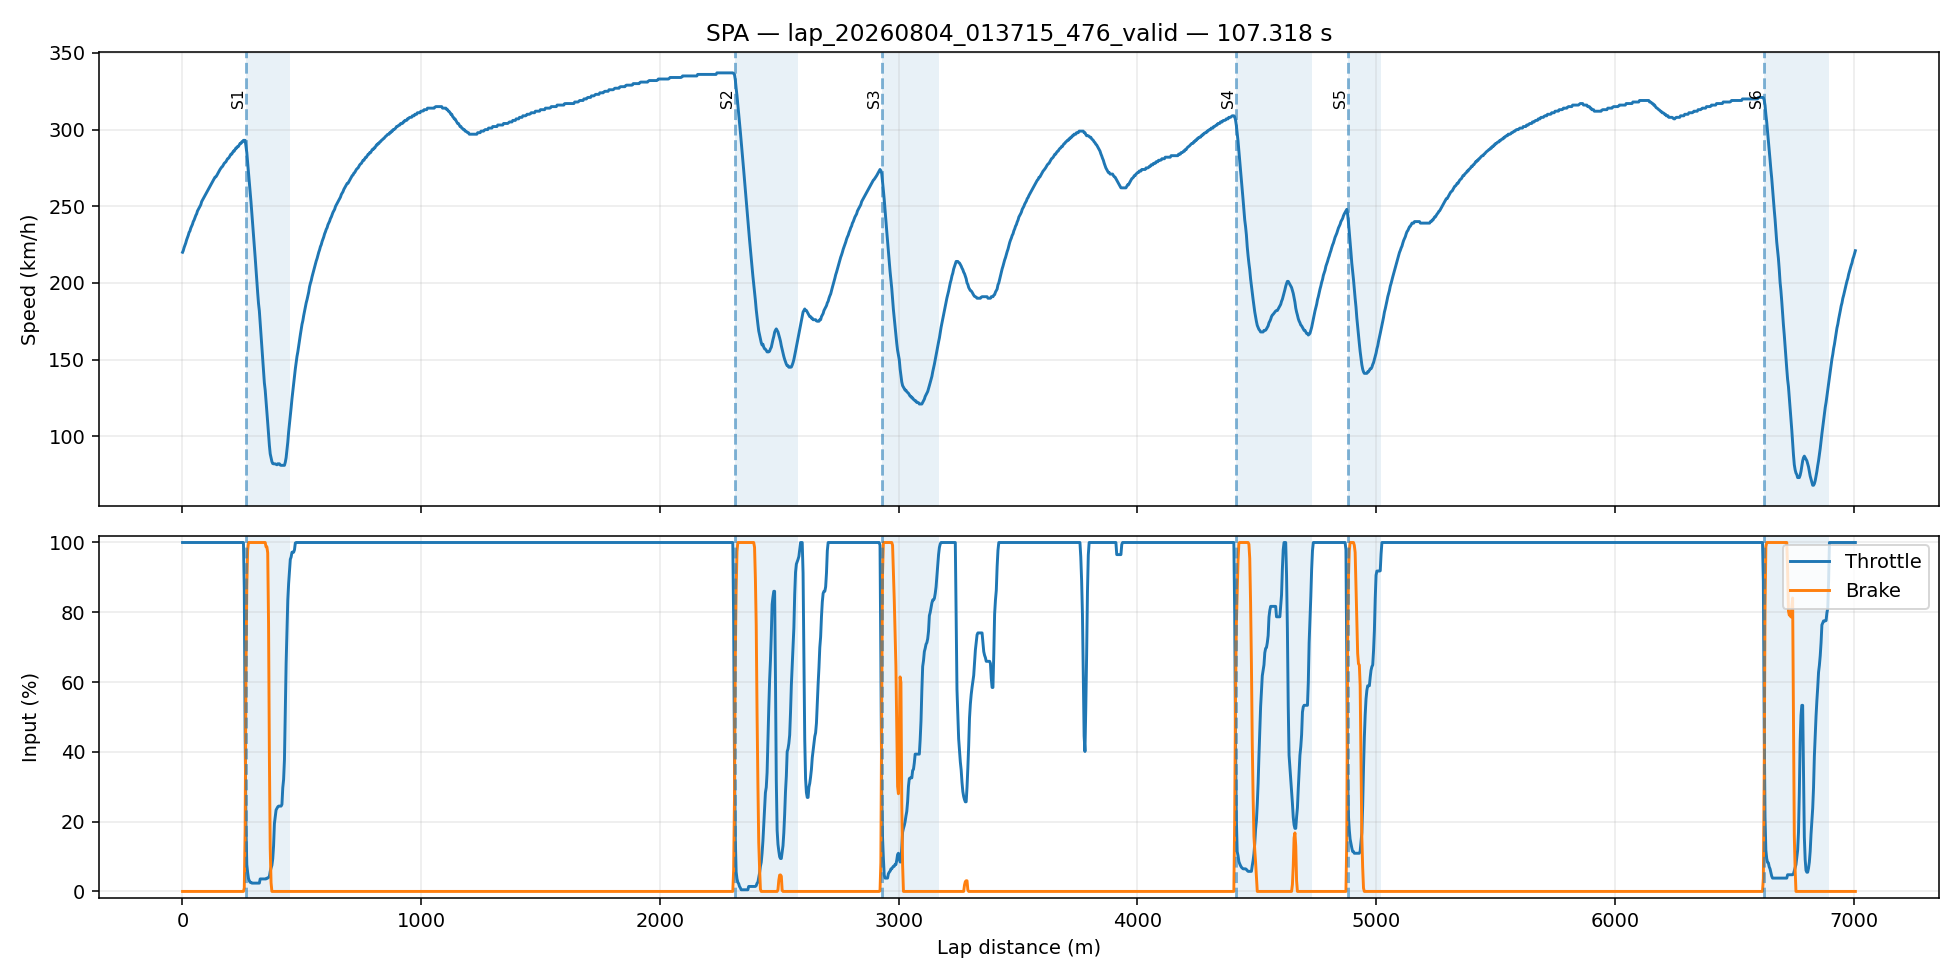 SPA — lap_20260804_013715_476_valid — 107.318 s
350
300
250
200
150
100
Speed (km/h)
S1
S2
S3
S4
S5
S6
100
80
60
40
20
0
Input (%)
Throttle
Brake
0
1000
2000
3000
4000
5000
6000
7000
Lap distance (m)